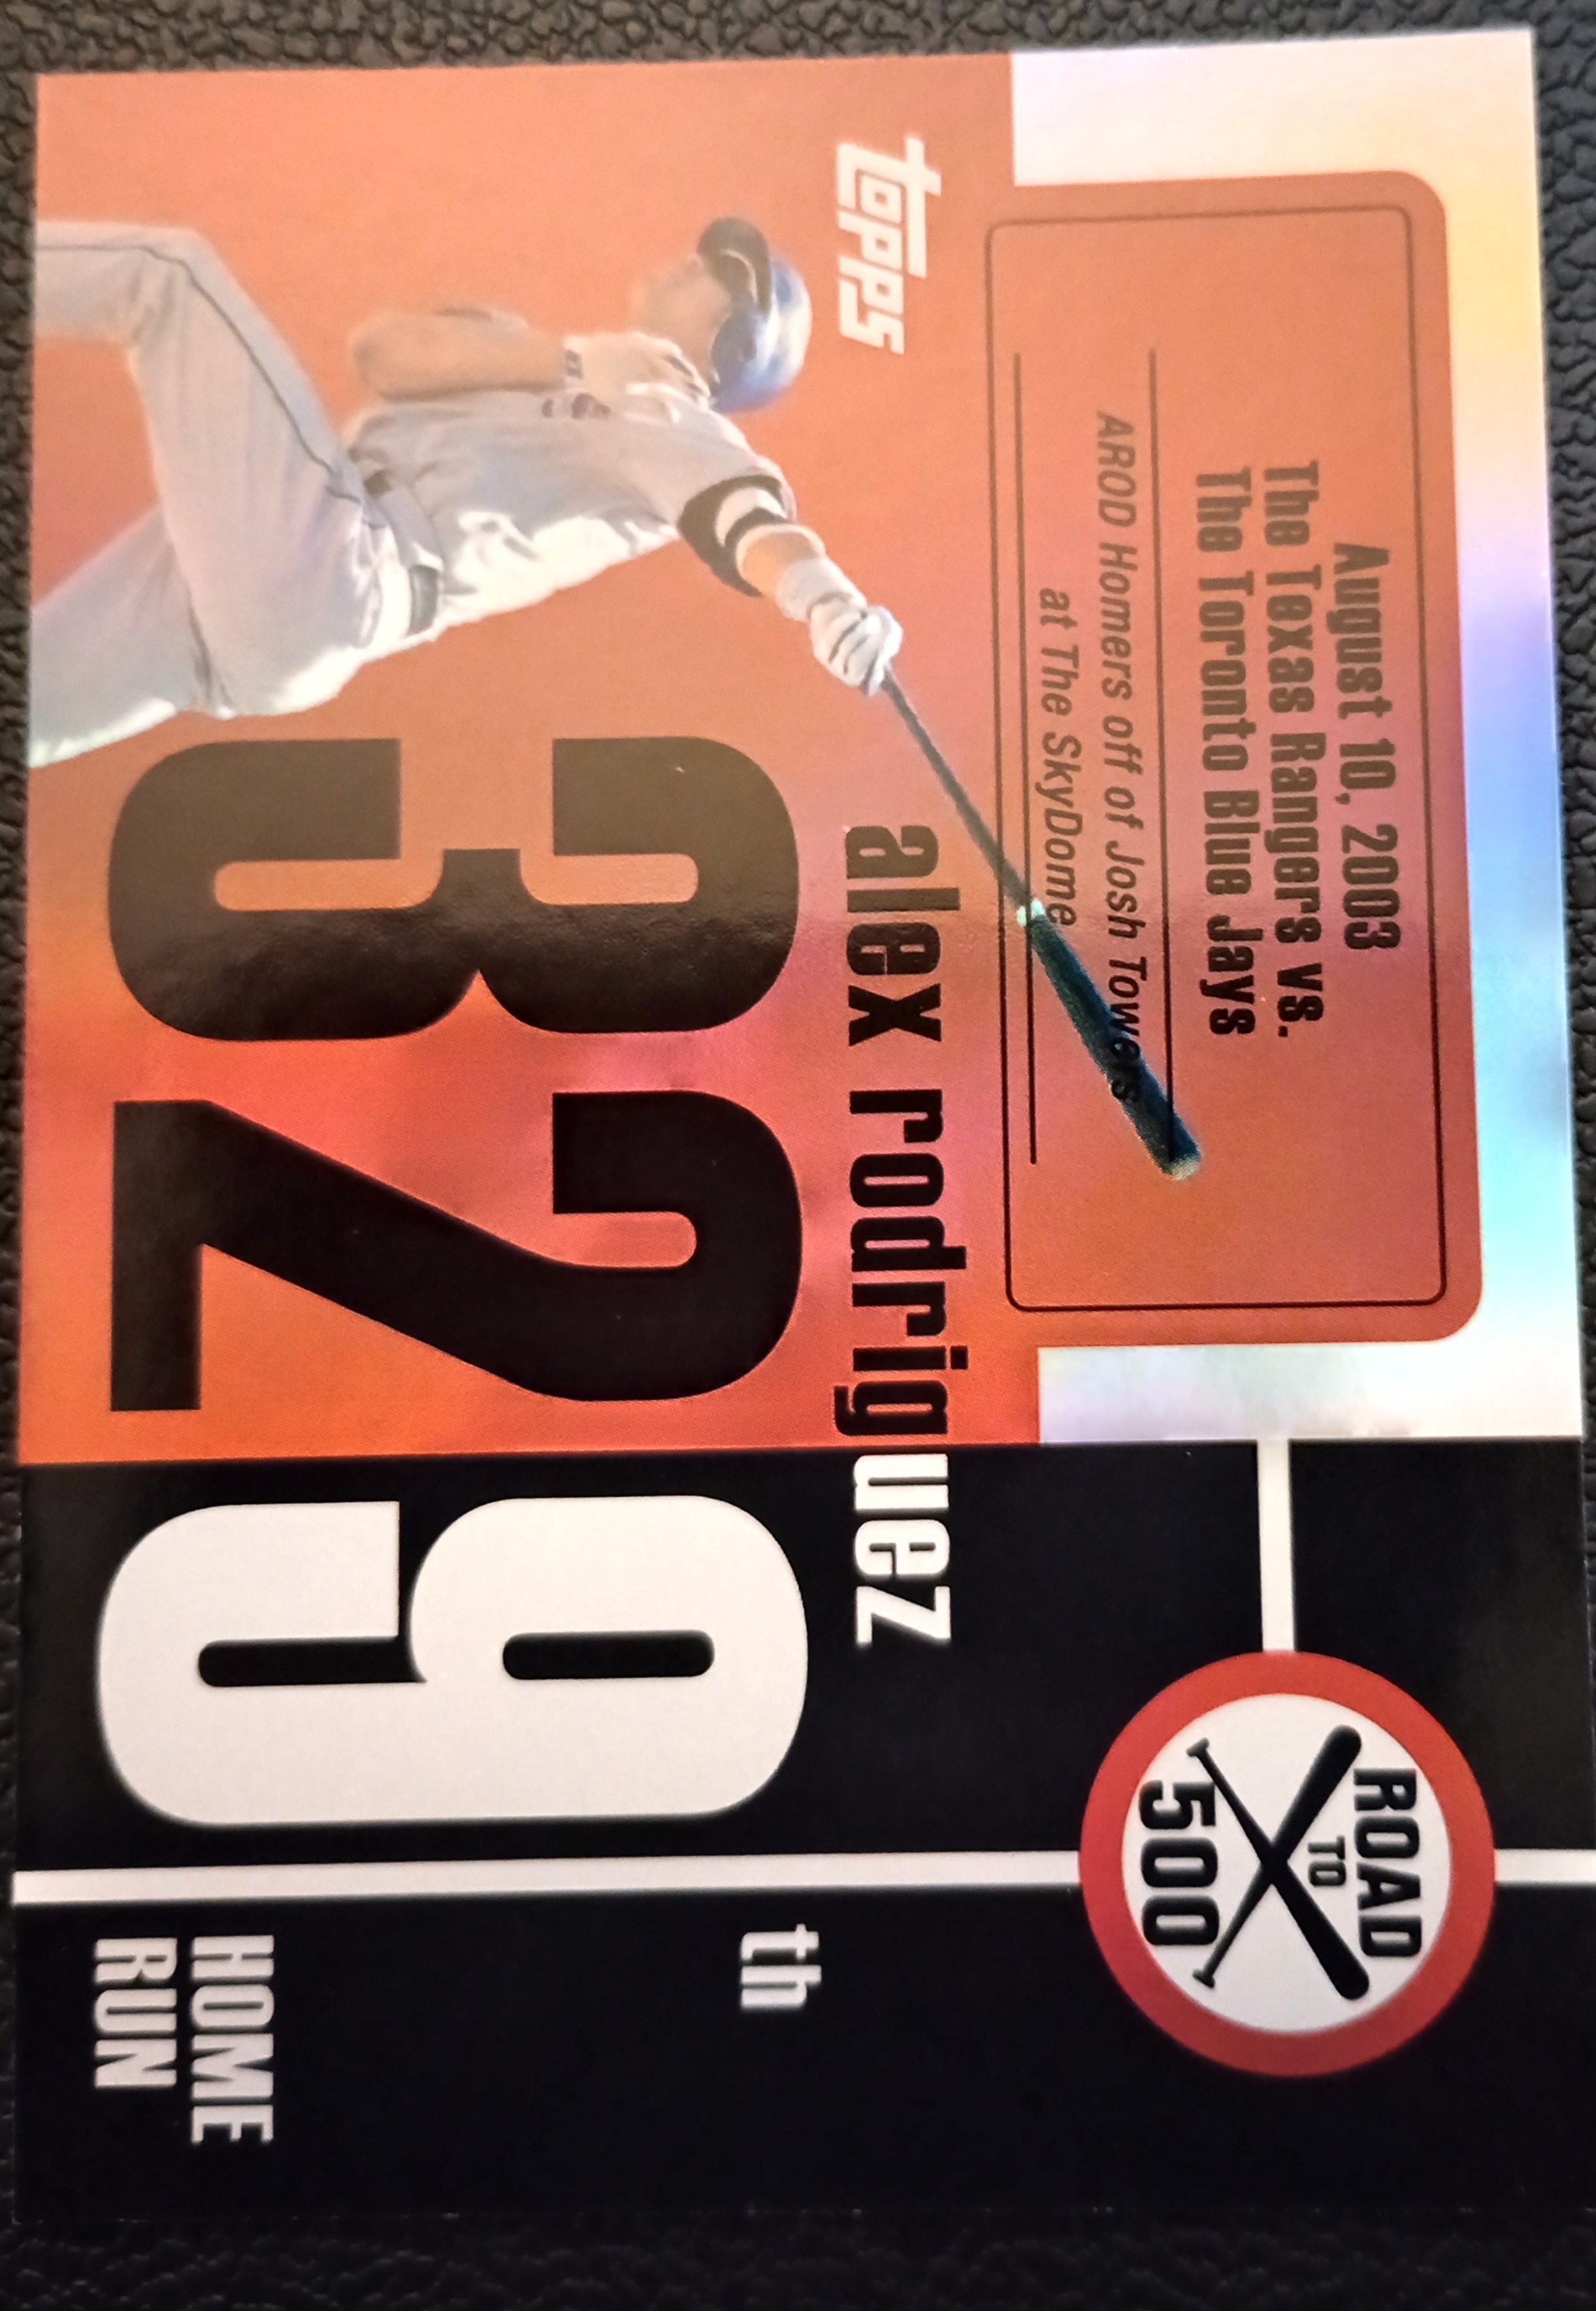 topps
August 10, 2003
The Texas Rangers vs.
The Toronto Blue Jays
AROD Homers off of Josh Towers
at The SkyDome
ROAD
TO
500
alex rodriguez
329
th
HOME
RUN